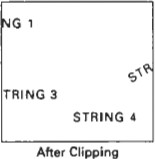 NG 1
STR
TRING 3
STRING 4
After Clipping